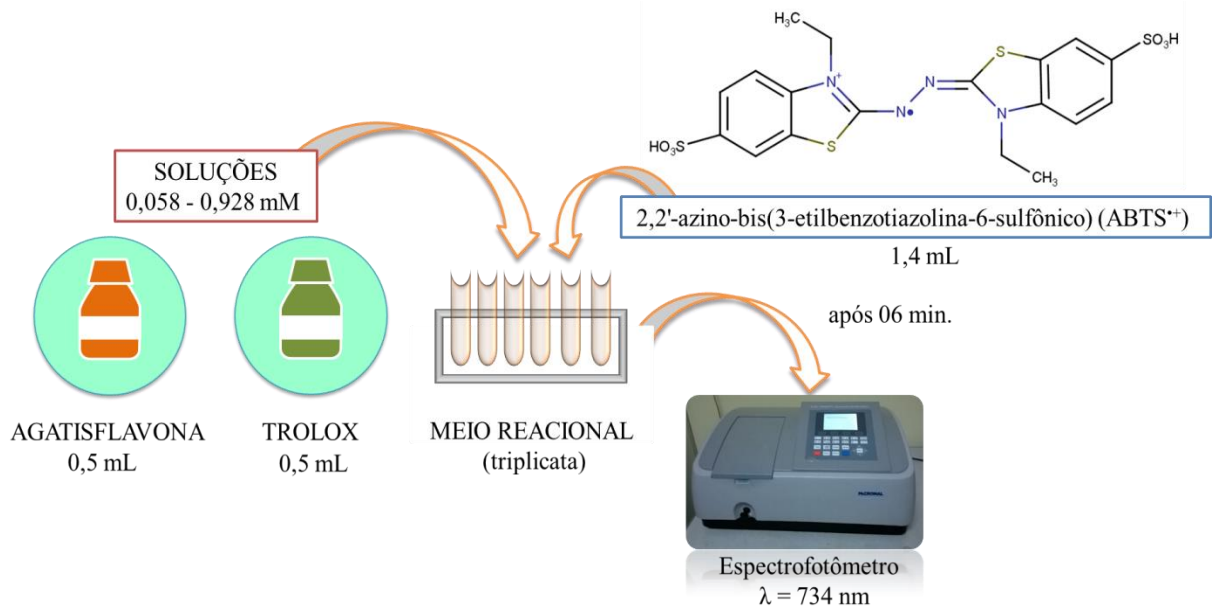 H₃C
N⁺
S
SO₃H
N
N
N•
HO₃S
S
N
CH₃
SOLUÇÕES
0,058 - 0,928 mM
2,2'-azino-bis(3-etilbenzotiazolina-6-sulfônico) (ABTS•⁺)
1,4 mL
após 06 min.
AGATISFLAVONA
0,5 mL
TROLOX
0,5 mL
MEIO REACIONAL
(triplicata)
Espectrofotômetro
λ = 734 nm